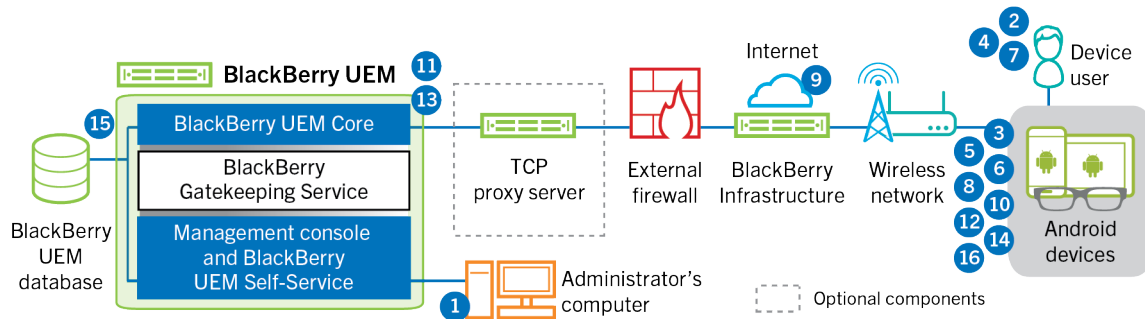 BlackBerry UEM
11
13
15
BlackBerry UEM Core
BlackBerry
Gatekeeping Service
Management console
and BlackBerry
UEM Self-Service
BlackBerry
UEM
database
1
Administrator's
computer
TCP
proxy server
External
firewall
Internet
9
BlackBerry
Infrastructure
Wireless
network
2
4
7
Device
user
3
5
6
8
10
12
14
16
Android
devices
Optional components